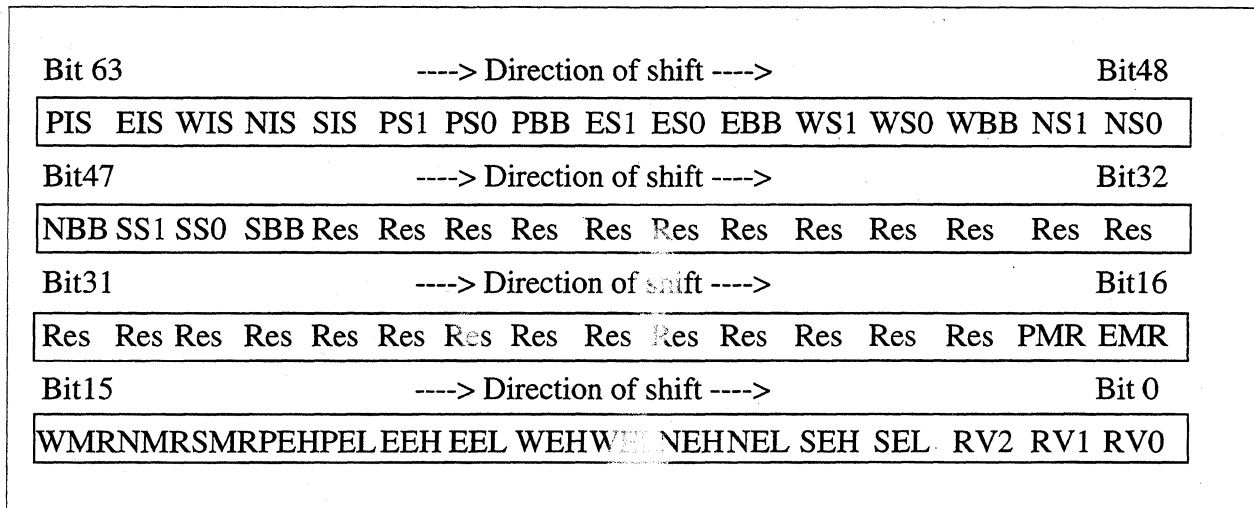 Bit 63 ----> Direction of shift ----> Bit48
PIS EIS WIS NIS SIS PS1 PS0 PBB ES1 ES0 EBB WS1 WS0 WBB NS1 NS0
Bit47 ----> Direction of shift ----> Bit32
NBB SS1 SS0 SBB Res Res Res Res Res Res Res Res Res Res Res Res
Bit31 ----> Direction of shift ----> Bit16
Res Res Res Res Res Res Res Res Res Res Res Res Res Res PMR EMR
Bit15 ----> Direction of shift ----> Bit 0
WMR NMR SMR PEH PEL EEH EEL WEH WEL NEH NEL SEH SEL RV2 RV1 RV0